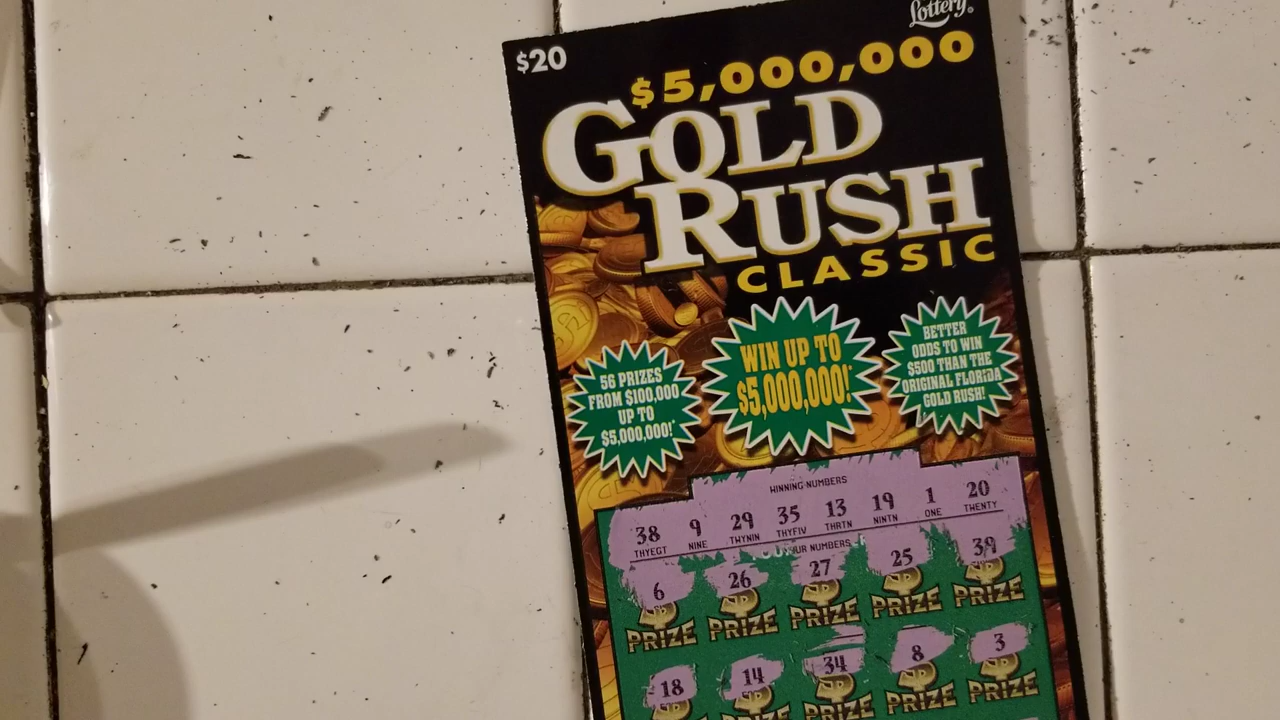 Lottery®
$20
$5,000,000
GOLD
RUSH
CLASSIC
56 PRIZES
FROM $100,000
UP TO
$5,000,000!*
WIN UP TO
$5,000,000!*
BETTER
ODDS TO WIN
$500 THAN THE
ORIGINAL FLORIDA
GOLD RUSH!
WINNING NUMBERS
38 9 29 35 13 19 1 20
THYEGT NINE THYNIN THYFIV THRTN NINTN ONE TWENTY
UR NUMBERS
6 26 27 25 39
PRIZE PRIZE PRIZE PRIZE PRIZE
18 14 34 8 3
PRIZE PRIZE PRIZE PRIZE PRIZE